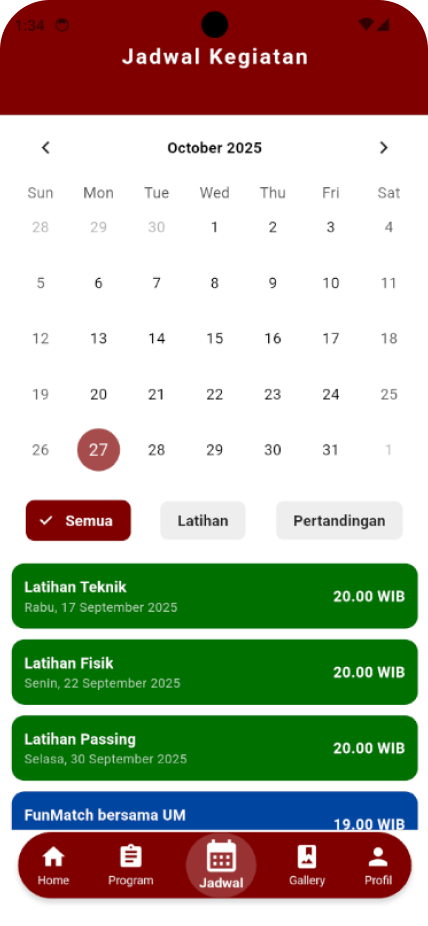 1:34
Jadwal Kegiatan
October 2025
Sun Mon Tue Wed Thu Fri Sat
28 29 30 1 2 3 4
5 6 7 8 9 10 11
12 13 14 15 16 17 18
19 20 21 22 23 24 25
26 27 28 29 30 31 1
Semua Latihan Pertandingan
Latihan Teknik
20.00 WIB
Rabu, 17 September 2025
Latihan Fisik
20.00 WIB
Senin, 22 September 2025
Latihan Passing
20.00 WIB
Selasa, 30 September 2025
FunMatch bersama UM
19.00 WIB
Home Program Jadwal Gallery Profil